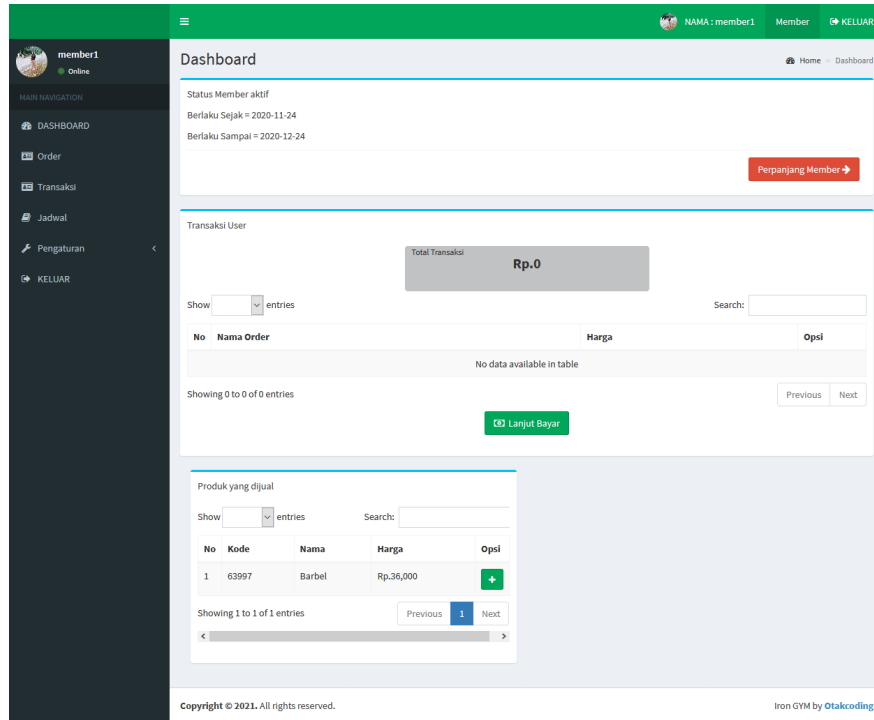 NAMA : member1 Member KELUAR
member1
Online
MAIN NAVIGATION
DASHBOARD
Order
Transaksi
Jadwal
Pengaturan
KELUAR
Dashboard
Home > Dashboard
Status Member aktif
Berlaku Sejak = 2020-11-24
Berlaku Sampai = 2020-12-24
Perpanjang Member
Transaksi User
Total Transaksi
Rp.0
Show entries Search:
No Nama Order Harga Opsi
No data available in table
Showing 0 to 0 of 0 entries Previous Next
Lanjut Bayar
Produk yang dijual
Show entries Search:
No Kode Nama Harga Opsi
1 63997 Barbel Rp.36,000 +
Showing 1 to 1 of 1 entries Previous 1 Next
Copyright © 2021. All rights reserved. Iron GYM by Otakcoding